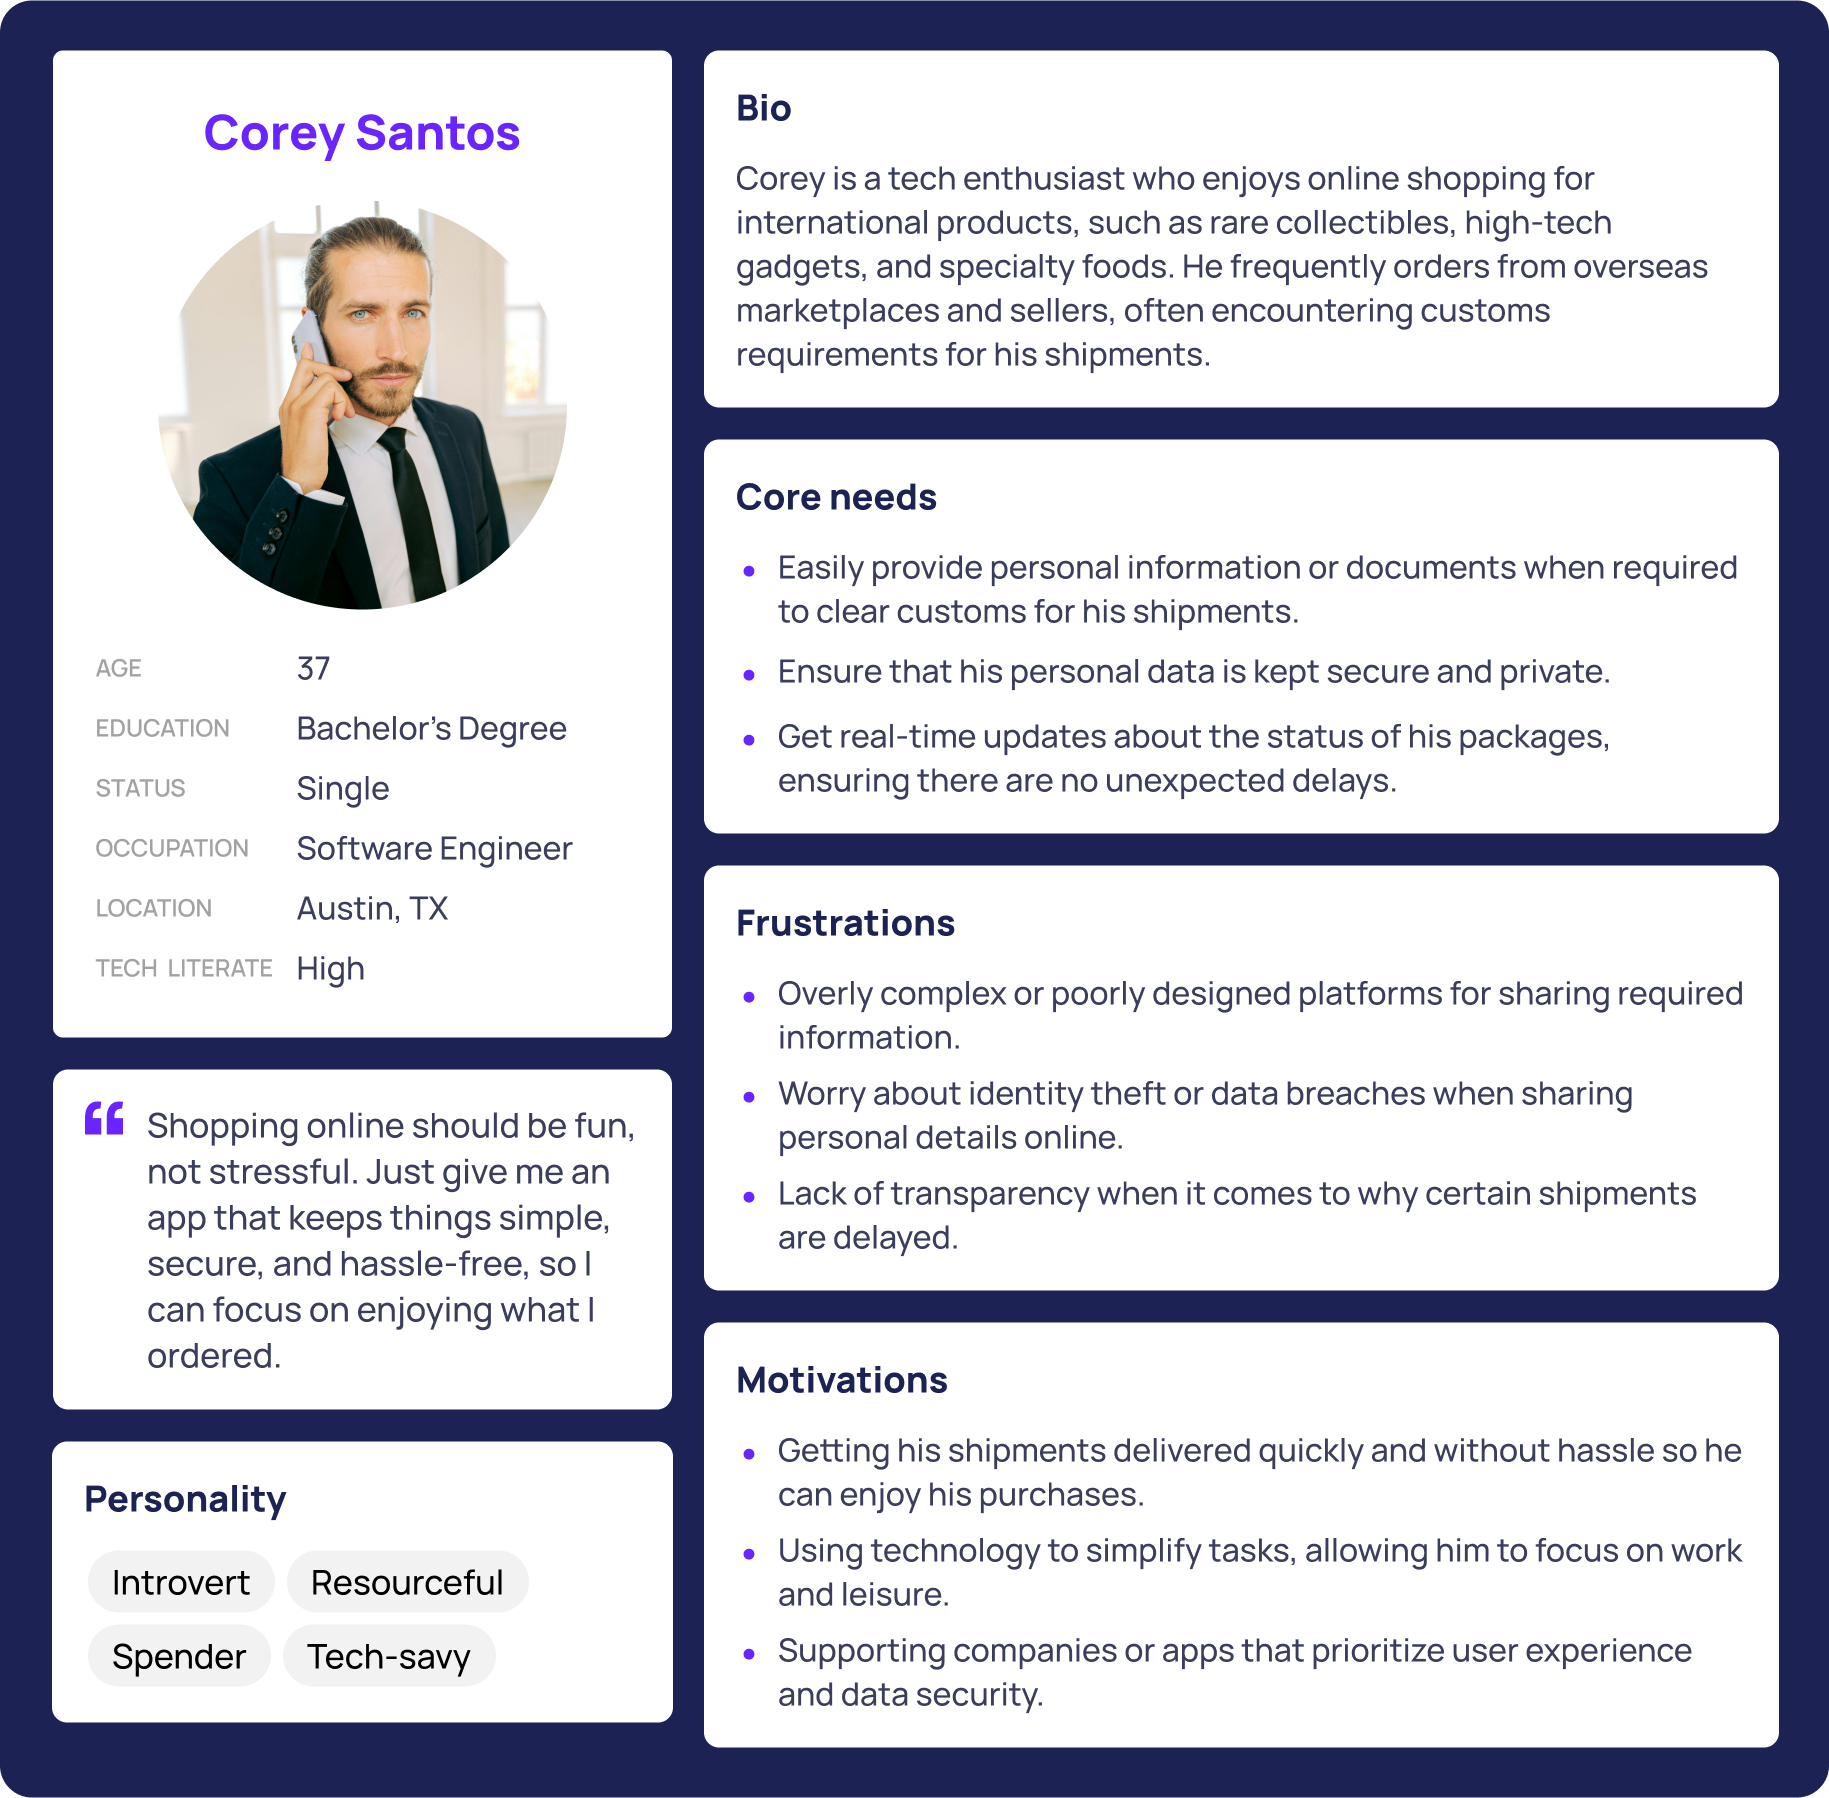 Corey Santos
AGE 37
EDUCATION Bachelor’s Degree
STATUS Single
OCCUPATION Software Engineer
LOCATION Austin, TX
TECH LITERATE High
“ Shopping online should be fun,
not stressful. Just give me an
app that keeps things simple,
secure, and hassle-free, so I
can focus on enjoying what I
ordered.
Personality
Introvert Resourceful
Spender Tech-savy
Bio
Corey is a tech enthusiast who enjoys online shopping for
international products, such as rare collectibles, high-tech
gadgets, and specialty foods. He frequently orders from overseas
marketplaces and sellers, often encountering customs
requirements for his shipments.
Core needs
• Easily provide personal information or documents when required
to clear customs for his shipments.
• Ensure that his personal data is kept secure and private.
• Get real-time updates about the status of his packages,
ensuring there are no unexpected delays.
Frustrations
• Overly complex or poorly designed platforms for sharing required
information.
• Worry about identity theft or data breaches when sharing
personal details online.
• Lack of transparency when it comes to why certain shipments
are delayed.
Motivations
• Getting his shipments delivered quickly and without hassle so he
can enjoy his purchases.
• Using technology to simplify tasks, allowing him to focus on work
and leisure.
• Supporting companies or apps that prioritize user experience
and data security.